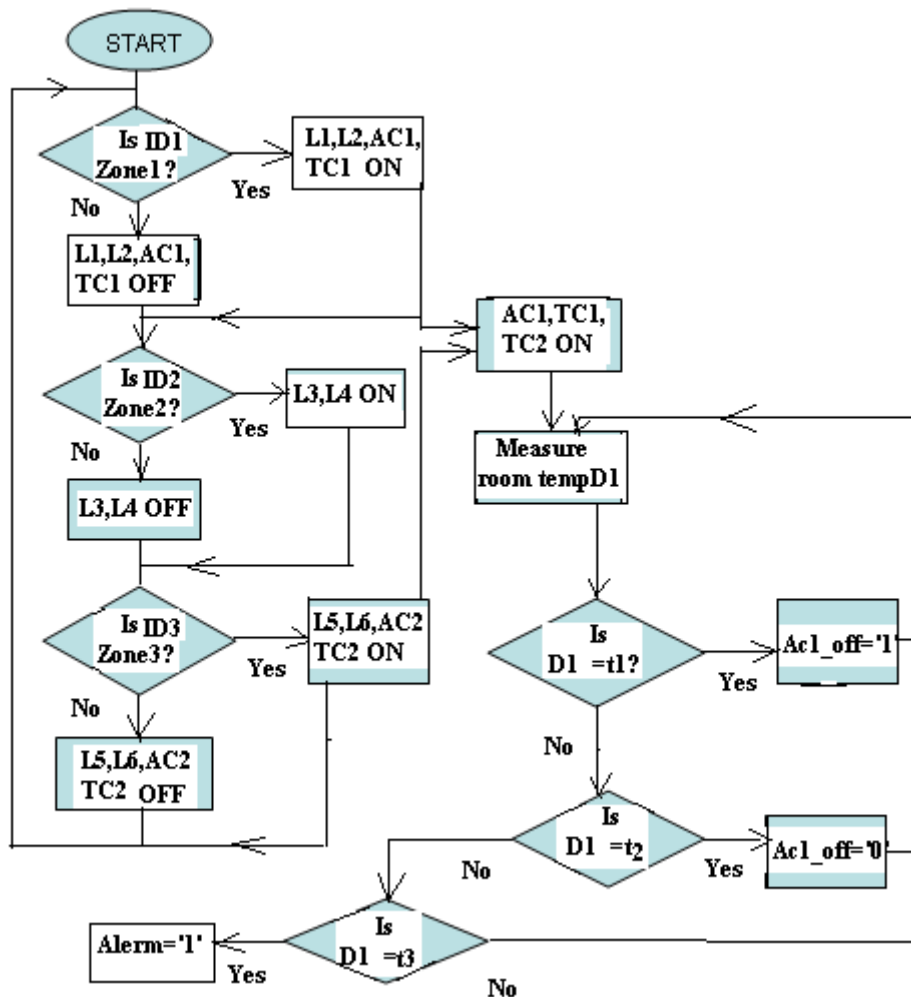 START
Is ID1
Zone1?
Yes
No
L1,L2,AC1,
TC1 ON
L1,L2,AC1,
TC1 OFF
Is ID2
Zone2?
Yes
No
L3,L4 ON
L3,L4 OFF
Is ID3
Zone3?
Yes
No
L5,L6,AC2
TC2 ON
L5,L6,AC2
TC2 OFF
AC1,TC1,
TC2 ON
Measure
room tempD1
Is
D1 =t1?
Yes
No
Ac1_off='1'
Is
D1 =t2
Yes
No
Ac1_off='0'
Is
D1 =t3
Yes
No
Alerm='1'